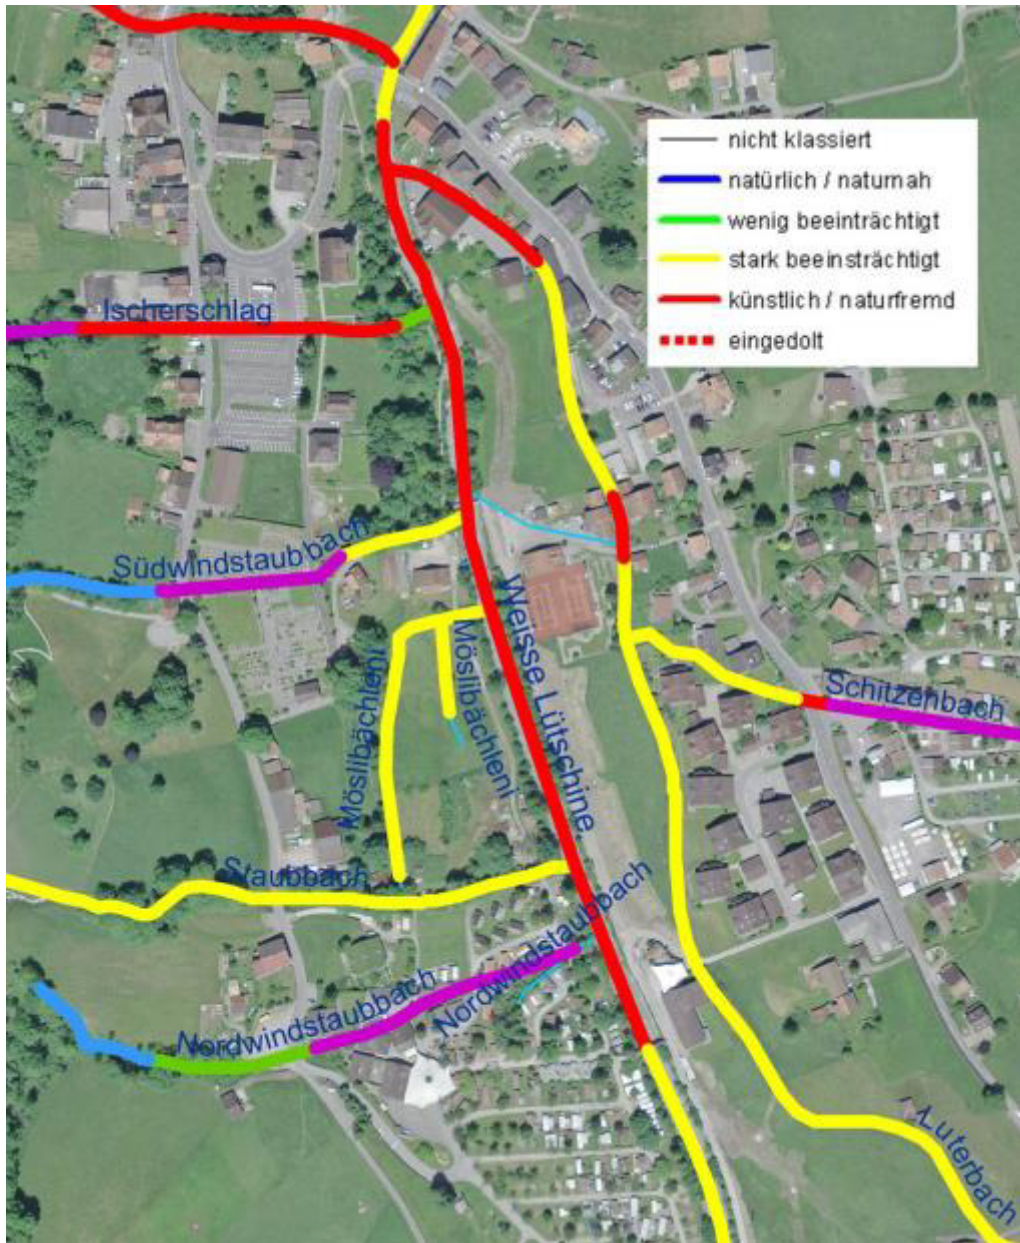 nicht klassiert
natürlich / naturnah
wenig beeinträchtigt
stark beeinsträchtigt
künstlich / naturfremd
eingedolt
Ischerschlag
Südwindstaubbach
Weisse Lütschine.
Möslibächleni
Möslibächleni
Schitzenbach
Staubbach
Nordwindstaubbach
Nordwindstaubbach
Luterbach